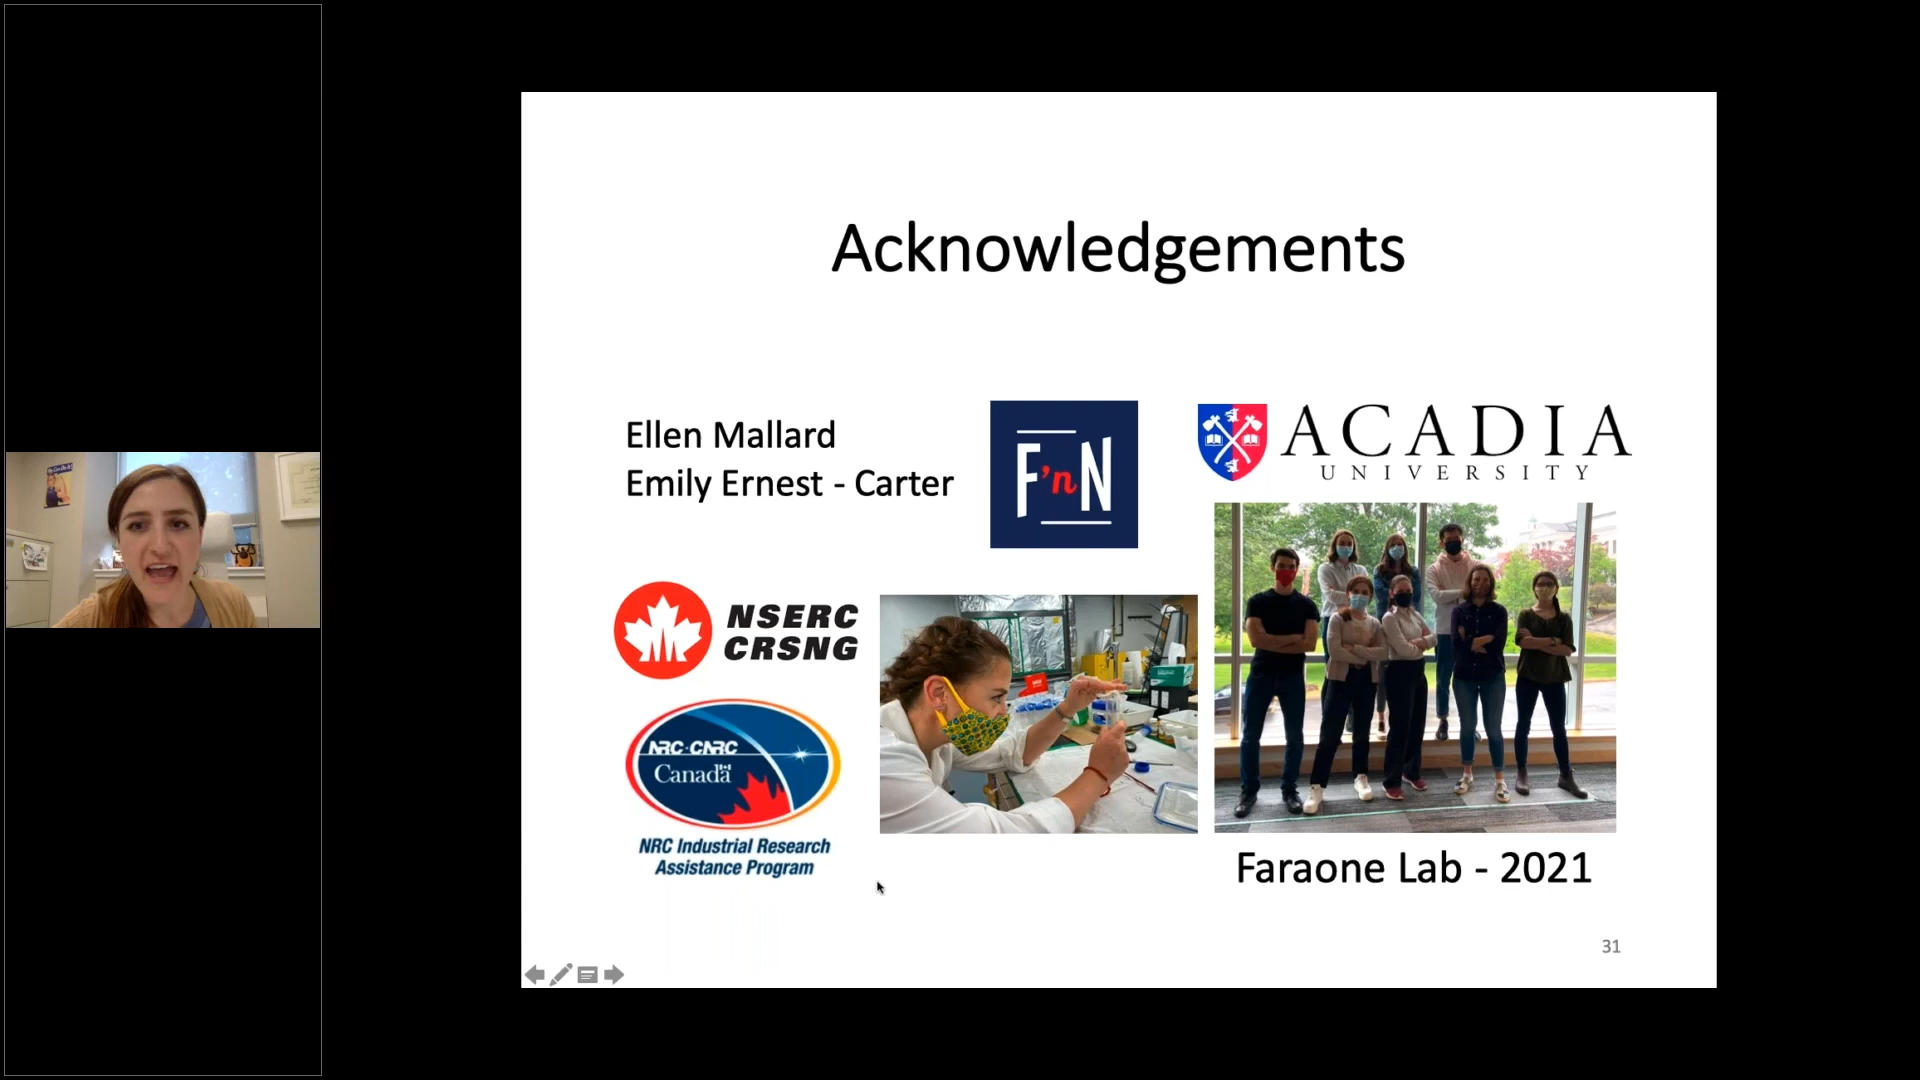 Acknowledgements
Ellen Mallard
Emily Ernest - Carter
F'n N
ACADIA
UNIVERSITY
NSERC
CRSNG
NRC·CNRC
Canada
NRC Industrial Research
Assistance Program
Faraone Lab - 2021
31